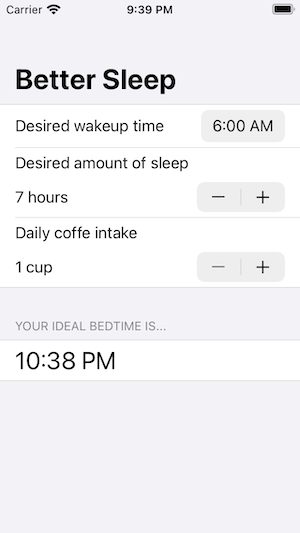 Carrier 9:39 PM
Better Sleep
Desired wakeup time 6:00 AM
Desired amount of sleep
7 hours − +
Daily coffe intake
1 cup − +
YOUR IDEAL BEDTIME IS...
10:38 PM